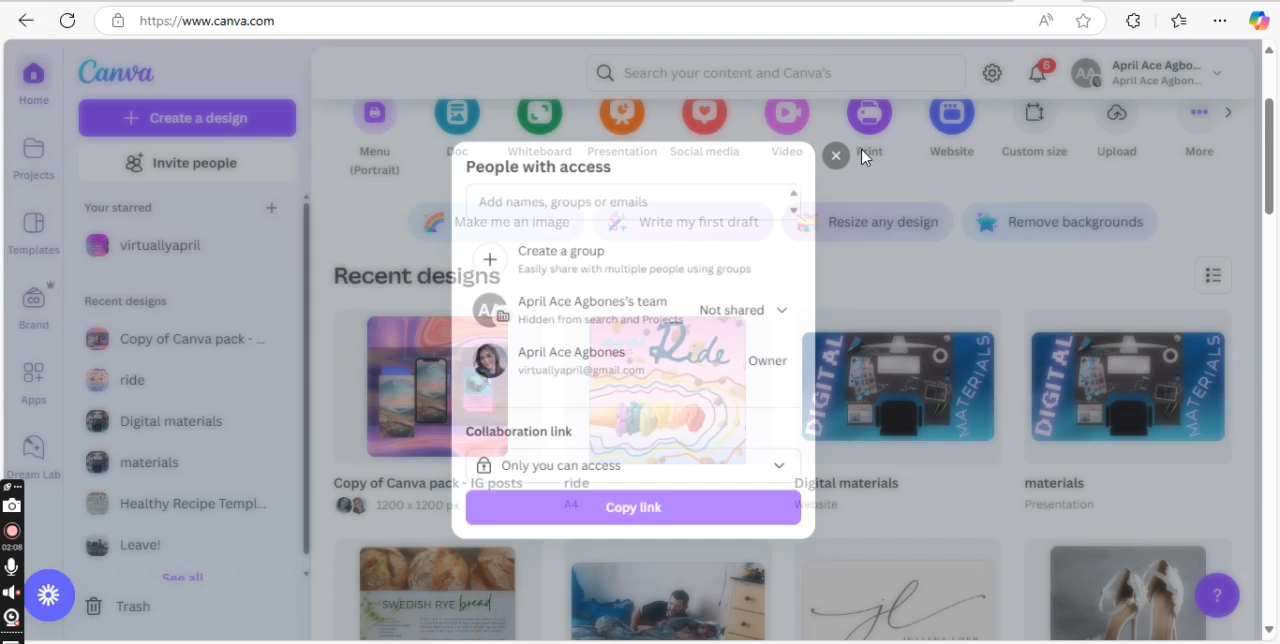 https://www.canva.com
A
6
Canva
Search your content and Canva's
AA
April Ace Agbo...
April Ace Agbon...
Home
Create a design
Invite people
Projects
Templates
Brand
Apps
Dream Lab
Your starred
virtuallyapril
Recent designs
Copy of Canva pack - ...
ride
Digital materials
materials
Healthy Recipe Templ...
Leave!
See all
Trash
02:08
Menu
(Portrait)
Doc
Whiteboard
Presentation
Social media
Video
Print
Website
Custom size
Upload
More
Make me an image
Write my first draft
Resize any design
Remove backgrounds
Recent designs
People with access
Add names, groups or emails
Create a group
Easily share with multiple people using groups
April Ace Agbones's team
Hidden from search and Projects
Not shared
April Ace Agbones
virtuallyapril@gmail.com
Owner
Collaboration link
Only you can access
Copy link
Ride
DIGITAL
MATERIALS
DIGITAL
MATERIALS
Copy of Canva pack - IG posts
1200 x 1200 px
ride
A4
Digital materials
Website
materials
Presentation
SWEDISH RYE bread
jl
?